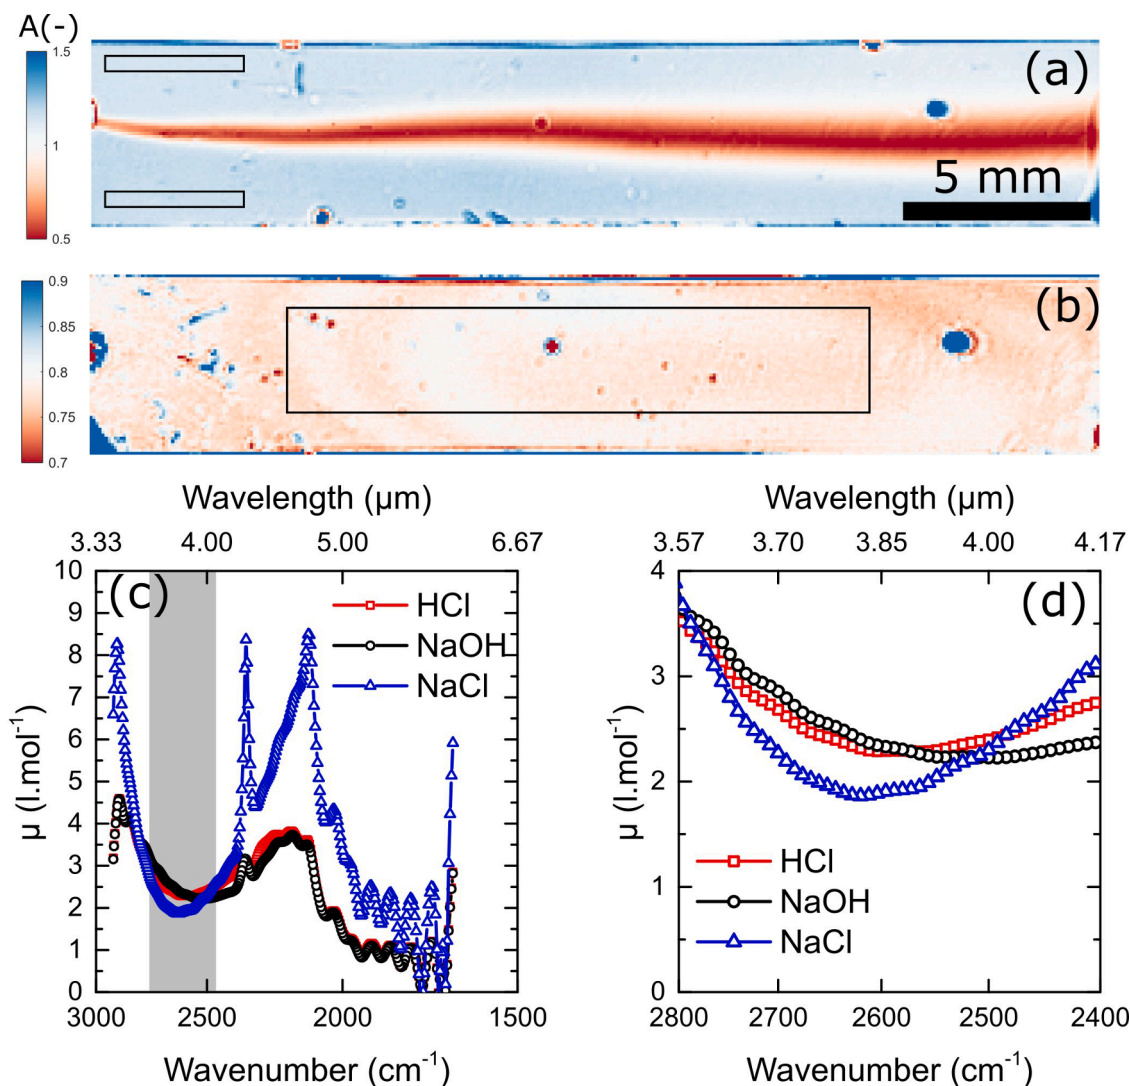 A(-)
1.5
1
0.5
(a)
5 mm
0.9
0.85
0.8
0.75
0.7
(b)
Wavelength (µm)
3.33 4.00 5.00 6.67
10
9
8
7
6
5
4
3
2
1
0
µ (l.mol⁻¹)
(c)
HCl
NaOH
NaCl
3000 2500 2000 1500
Wavenumber (cm⁻¹)
Wavelength (µm)
3.57 3.70 3.85 4.00 4.17
4
3
2
1
0
µ (l.mol⁻¹)
(d)
HCl
NaOH
NaCl
2800 2700 2600 2500 2400
Wavenumber (cm⁻¹)